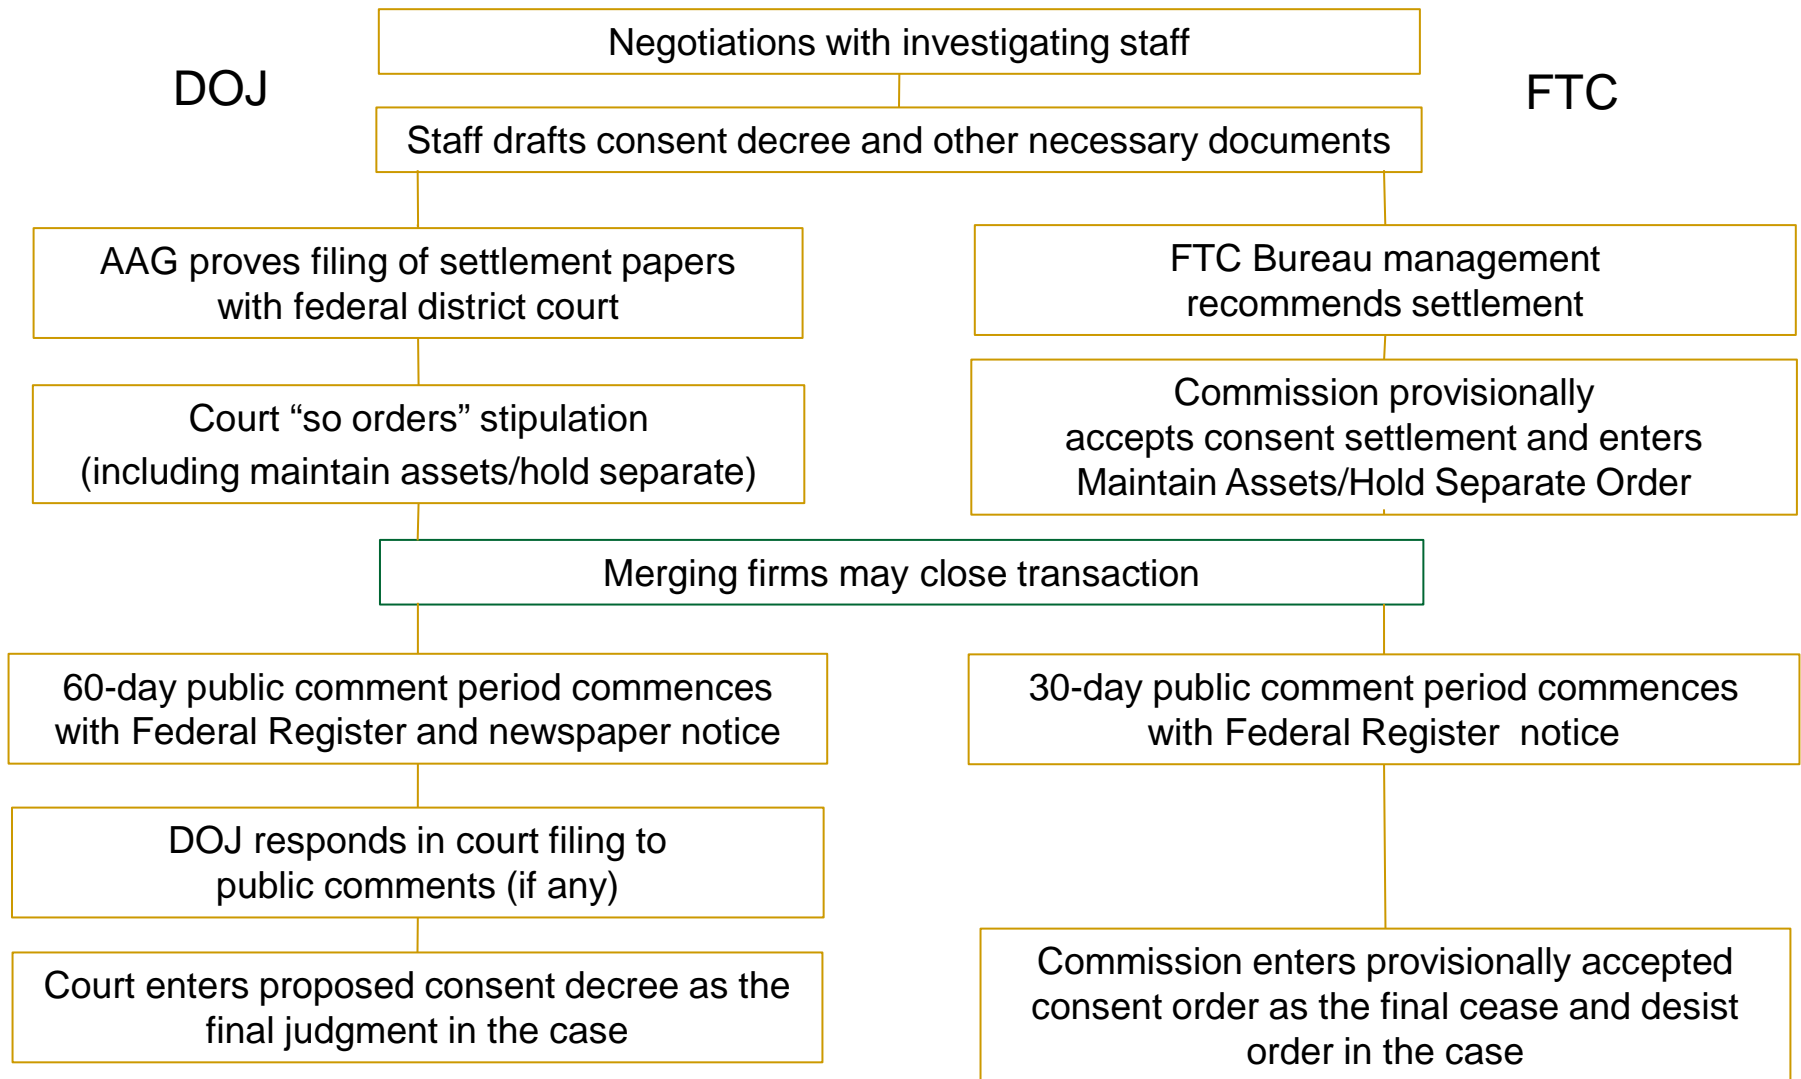 Negotiations with investigating staff
DOJ
FTC
Staff drafts consent decree and other necessary documents
AAG proves filing of settlement papers
with federal district court
FTC Bureau management
recommends settlement
Court “so orders” stipulation
(including maintain assets/hold separate)
Commission provisionally
accepts consent settlement and enters
Maintain Assets/Hold Separate Order
Merging firms may close transaction
60-day public comment period commences
with Federal Register and newspaper notice
30-day public comment period commences
with Federal Register notice
DOJ responds in court filing to
public comments (if any)
Court enters proposed consent decree as the
final judgment in the case
Commission enters provisionally accepted
consent order as the final cease and desist
order in the case